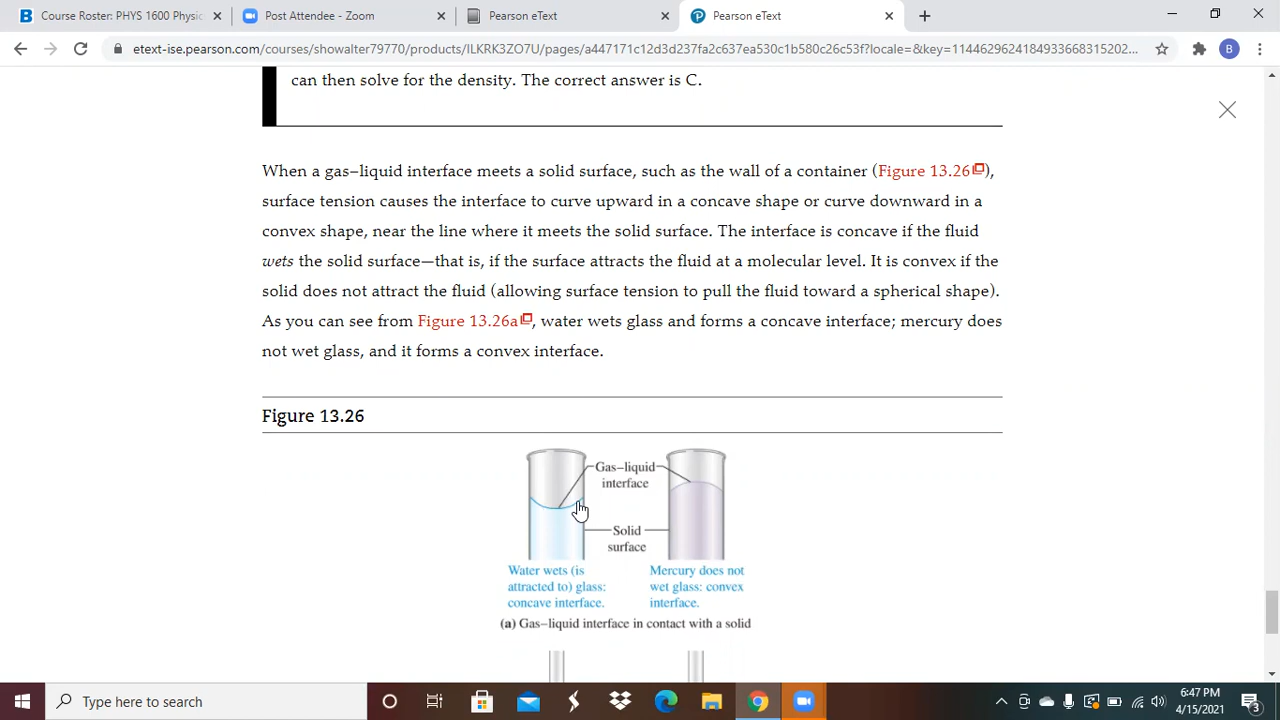 Course Roster: PHYS 1600 Physic
Post Attendee - Zoom
Pearson eText
Pearson eText
etext-ise.pearson.com/courses/showalter79770/products/ILKRK3ZO7U/pages/a447171c12d3d237fa2c637ea530c1b580c26c53f?locale=&key=1144629624184933668315202...
B
can then solve for the density. The correct answer is C.
When a gas–liquid interface meets a solid surface, such as the wall of a container (Figure 13.26),
surface tension causes the interface to curve upward in a concave shape or curve downward in a
convex shape, near the line where it meets the solid surface. The interface is concave if the fluid
wets the solid surface—that is, if the surface attracts the fluid at a molecular level. It is convex if the
solid does not attract the fluid (allowing surface tension to pull the fluid toward a spherical shape).
As you can see from Figure 13.26a, water wets glass and forms a concave interface; mercury does
not wet glass, and it forms a convex interface.
Figure 13.26
Gas–liquid
interface
Solid
surface
Water wets (is
attracted to) glass:
concave interface.
Mercury does not
wet glass: convex
interface.
(a) Gas–liquid interface in contact with a solid
Type here to search
6:47 PM
4/15/2021
3